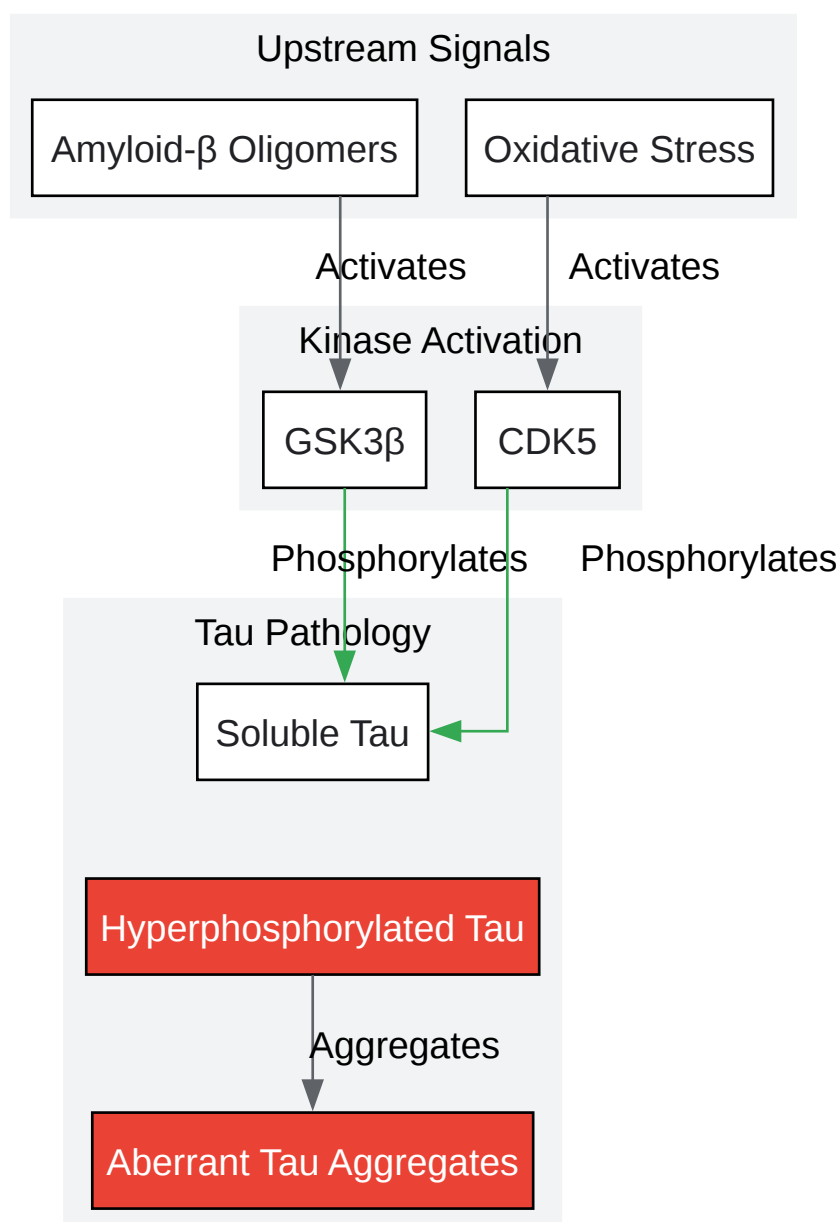 Upstream Signals
Amyloid-β Oligomers
Oxidative Stress
Activates
Activates
Kinase Activation
GSK3β
CDK5
Phosphorylates
Phosphorylates
Tau Pathology
Soluble Tau
Hyperphosphorylated Tau
Aggregates
Aberrant Tau Aggregates